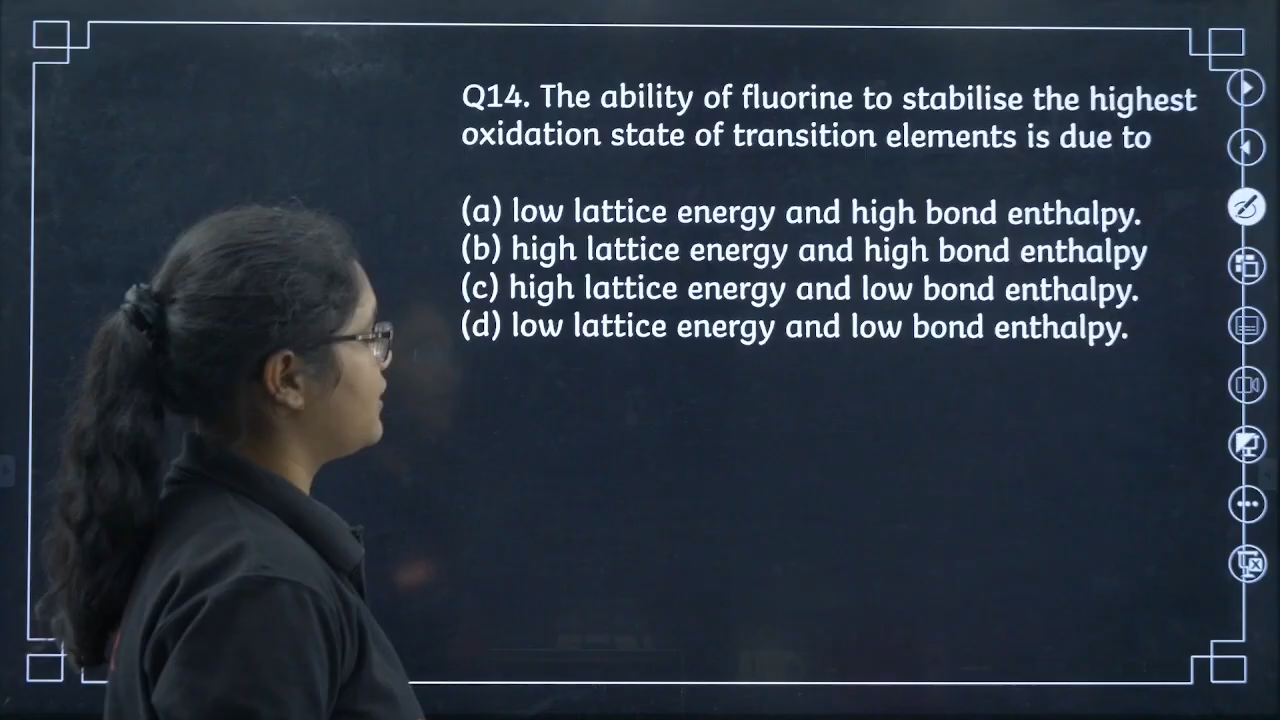 Q14. The ability of fluorine to stabilise the highest
oxidation state of transition elements is due to
(a) low lattice energy and high bond enthalpy.
(b) high lattice energy and high bond enthalpy
(c) high lattice energy and low bond enthalpy.
(d) low lattice energy and low bond enthalpy.